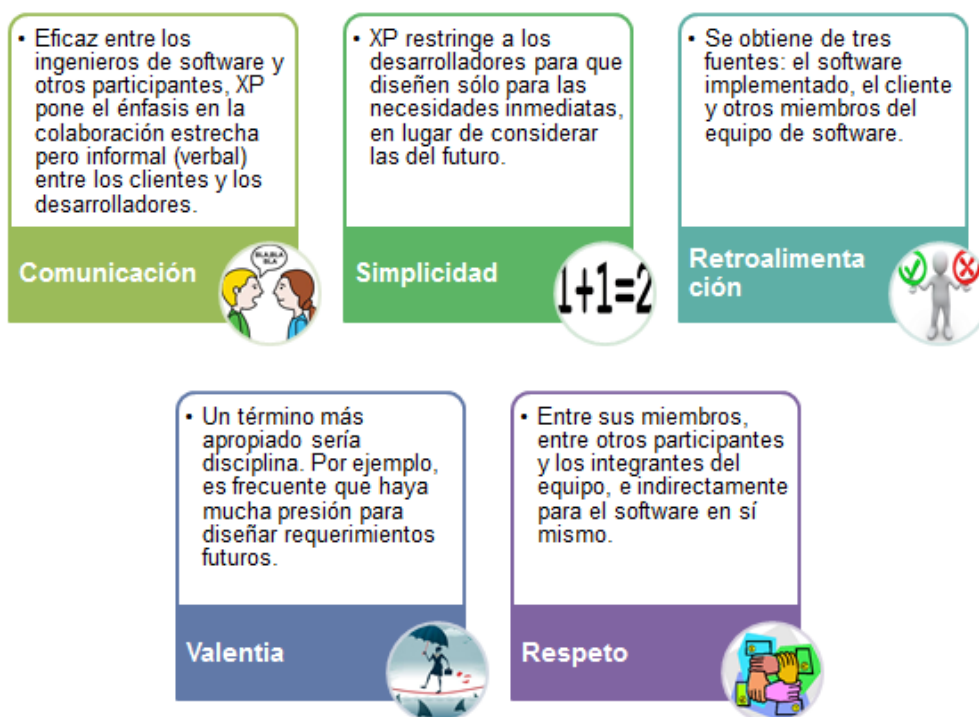 • Eficaz entre los
ingenieros de software y
otros participantes, XP
pone el énfasis en la
colaboración estrecha
pero informal (verbal)
entre los clientes y los
desarrolladores.
Comunicación
BLA,BLA
BLA
• XP restringe a los
desarrolladores para que
diseñen sólo para las
necesidades inmediatas,
en lugar de considerar
las del futuro.
Simplicidad
1+1=2
• Se obtiene de tres
fuentes: el software
implementado, el cliente
y otros miembros del
equipo de software.
Retroalimenta
ción
• Un término más
apropiado sería
disciplina. Por ejemplo,
es frecuente que haya
mucha presión para
diseñar requerimientos
futuros.
Valentia
• Entre sus miembros,
entre otros participantes
y los integrantes del
equipo, e indirectamente
para el software en sí
mismo.
Respeto